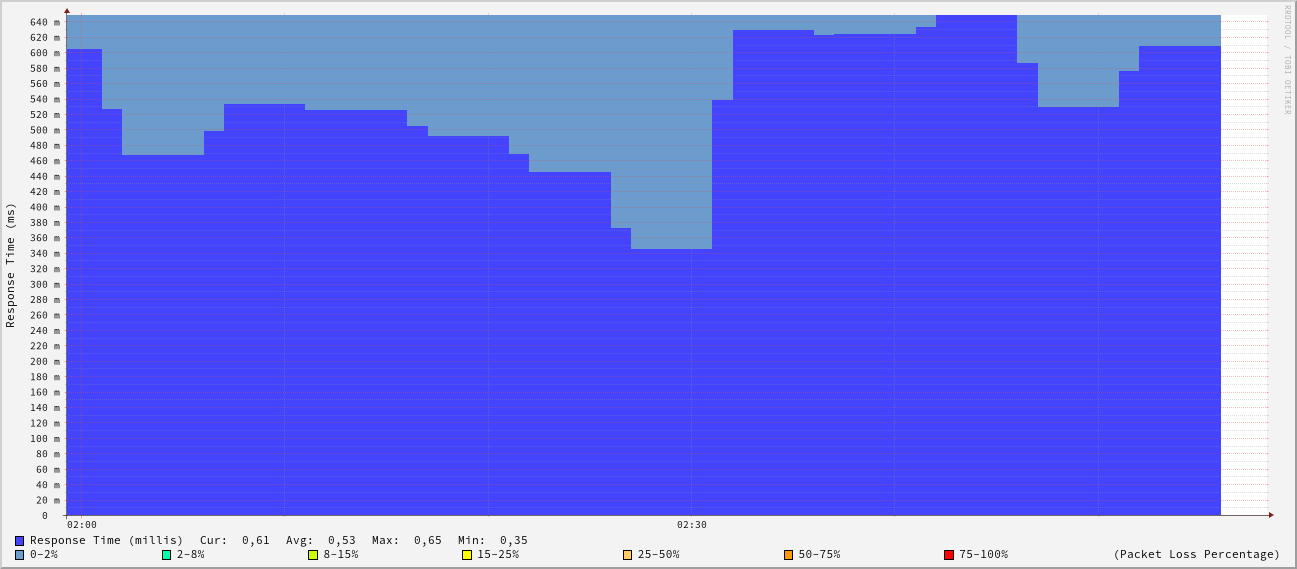 RRDTOOL / TOBI OETIKER
Response Time (ms)
640 m
620 m
600 m
580 m
560 m
540 m
520 m
500 m
480 m
460 m
440 m
420 m
400 m
380 m
360 m
340 m
320 m
300 m
280 m
260 m
240 m
220 m
200 m
180 m
160 m
140 m
120 m
100 m
80 m
60 m
40 m
20 m
0
02:00 02:30
Response Time (millis) Cur: 0,61 Avg: 0,53 Max: 0,65 Min: 0,35
0-2% 2-8% 8-15% 15-25% 25-50% 50-75% 75-100% (Packet Loss Percentage)